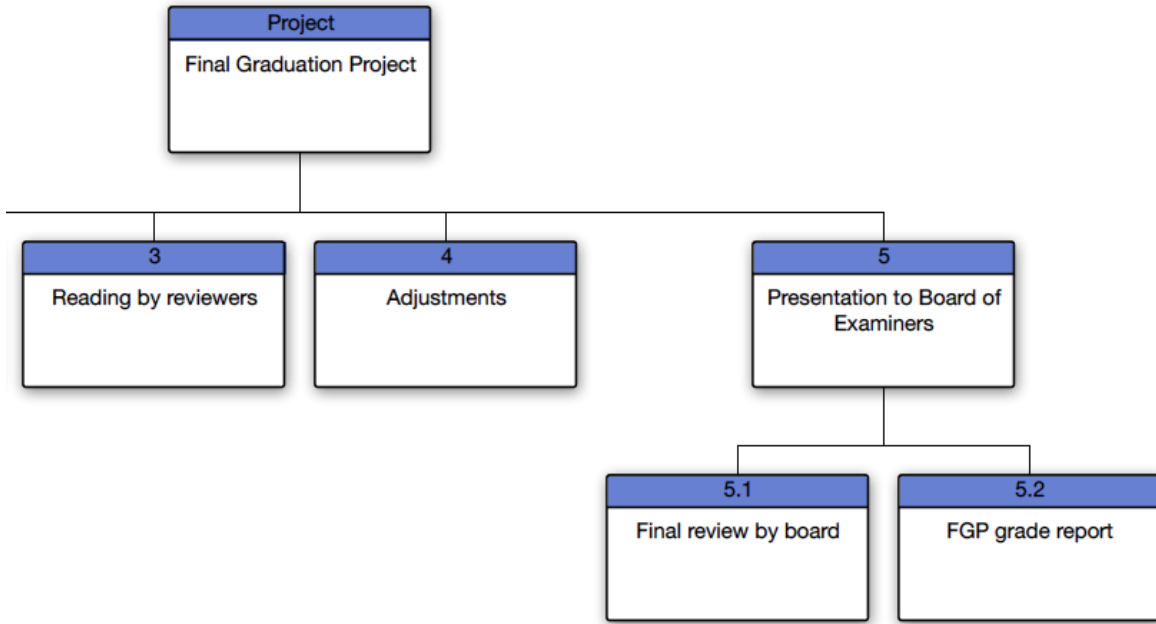 Project
Final Graduation Project
3
Reading by reviewers
4
Adjustments
5
Presentation to Board of
Examiners
5.1
Final review by board
5.2
FGP grade report